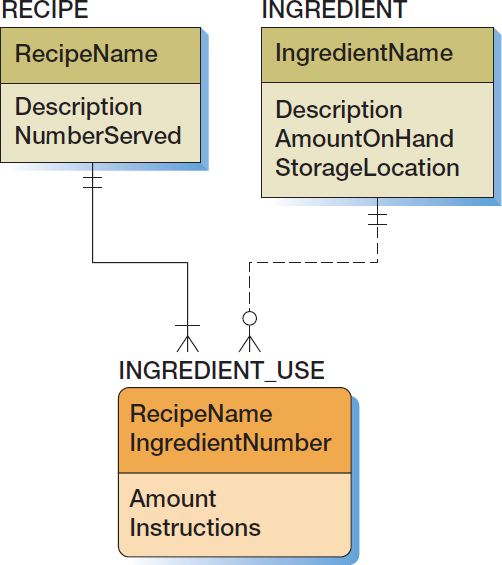 RECIPE
RecipeName
Description
NumberServed
INGREDIENT
IngredientName
Description
AmountOnHand
StorageLocation
INGREDIENT_USE
RecipeName
IngredientNumber
Amount
Instructions